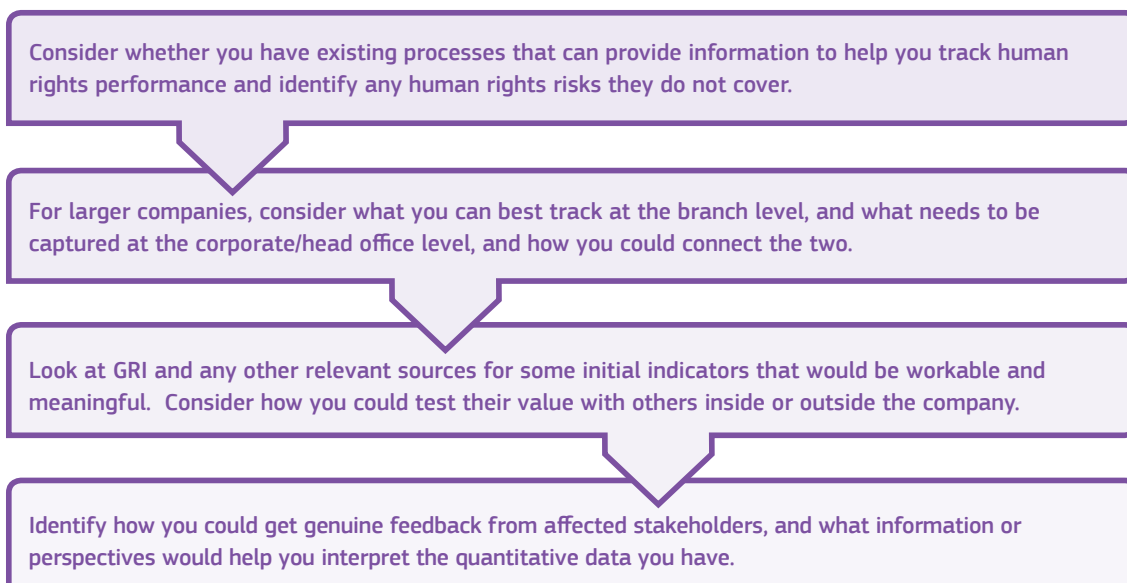 Consider whether you have existing processes that can provide information to help you track human
rights performance and identify any human rights risks they do not cover.
For larger companies, consider what you can best track at the branch level, and what needs to be
captured at the corporate/head office level, and how you could connect the two.
Look at GRI and any other relevant sources for some initial indicators that would be workable and
meaningful.  Consider how you could test their value with others inside or outside the company.
Identify how you could get genuine feedback from affected stakeholders, and what information or
perspectives would help you interpret the quantitative data you have.